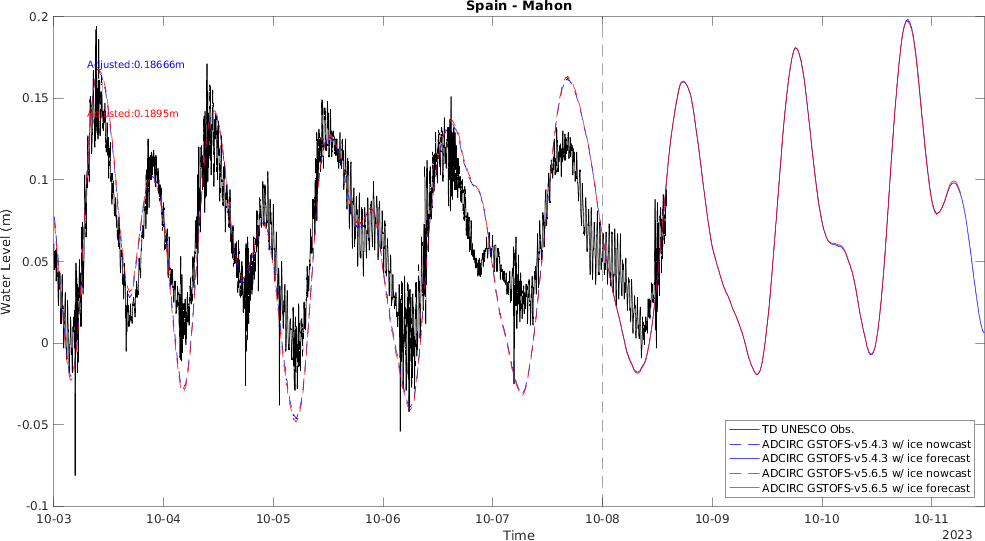 Spain - Mahon
0.2
0.15
0.1
0.05
0
-0.05
-0.1
Water Level (m)
Adjusted:0.18666m
Adjusted:0.1895m
TD UNESCO Obs.
ADCIRC GSTOFS-v5.4.3 w/ ice nowcast
ADCIRC GSTOFS-v5.4.3 w/ ice forecast
ADCIRC GSTOFS-v5.6.5 w/ ice nowcast
ADCIRC GSTOFS-v5.6.5 w/ ice forecast
10-03 10-04 10-05 10-06 10-07 10-08 10-09 10-10 10-11
Time
2023